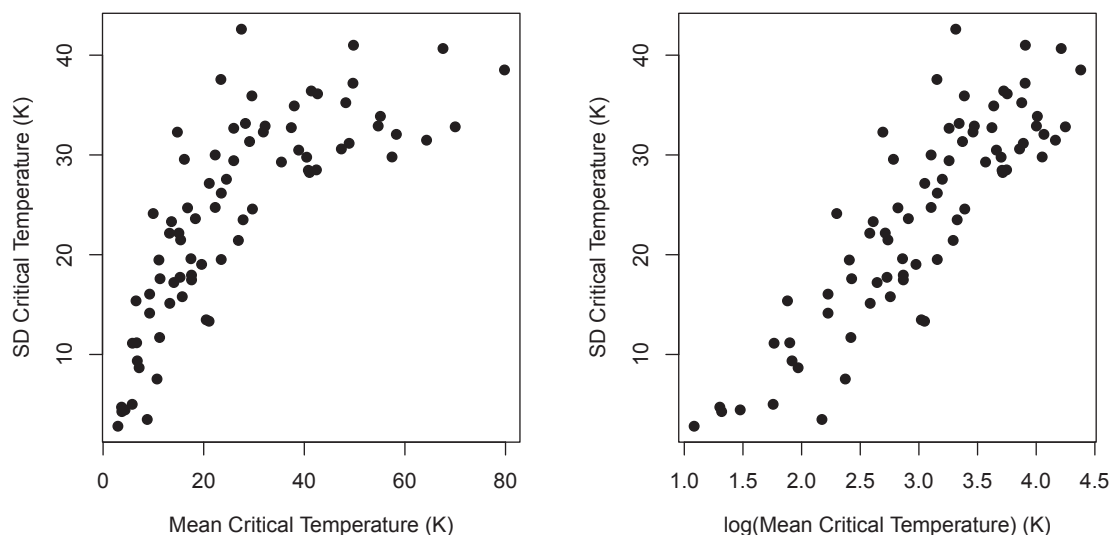 SD Critical Temperature (K)
40
30
20
10
0 20 40 60 80
Mean Critical Temperature (K)
SD Critical Temperature (K)
40
30
20
10
1.0 1.5 2.0 2.5 3.0 3.5 4.0 4.5
log(Mean Critical Temperature) (K)